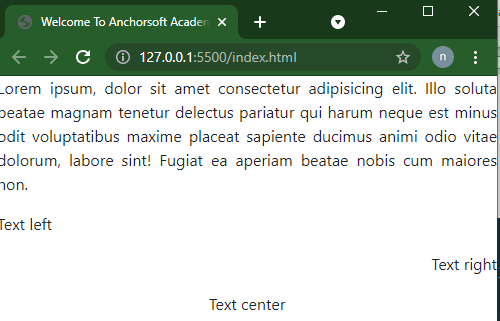 Welcome To Anchorsoft Academ
127.0.0.1:5500/index.html
n
Lorem ipsum, dolor sit amet consectetur adipisicing elit. Illo soluta
beatae magnam tenetur delectus pariatur qui harum neque est minus
odit voluptatibus maxime placeat sapiente ducimus animi odio vitae
dolorum, labore sint! Fugiat ea aperiam beatae nobis cum maiores
non.
Text left
Text right
Text center